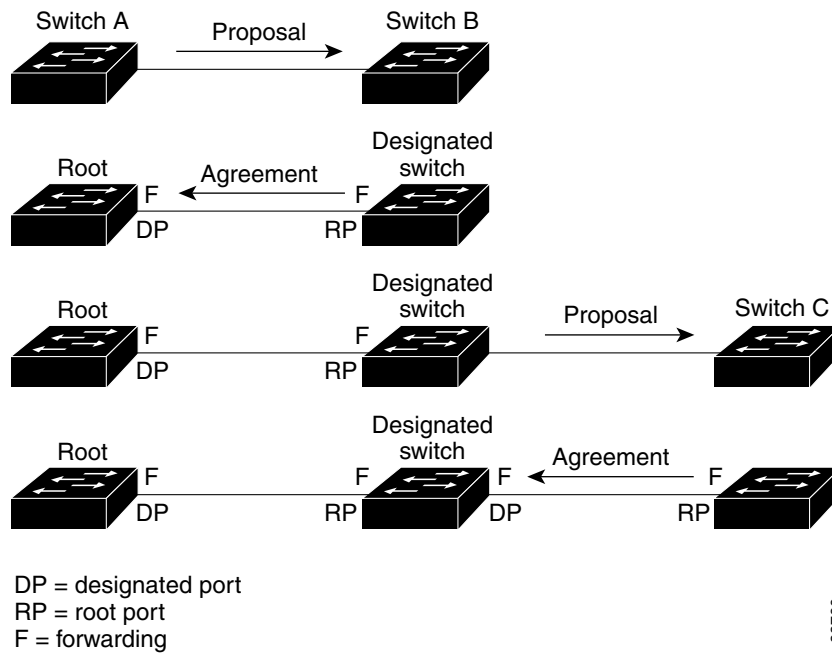 Switch A
Proposal
Switch B
Root
F
Agreement
F
Designated
switch
DP
RP
Root
F
F
Designated
switch
Proposal
Switch C
DP
RP
Root
F
F
Designated
switch
F
Agreement
F
DP
RP
DP
RP
DP = designated port
RP = root port
F = forwarding